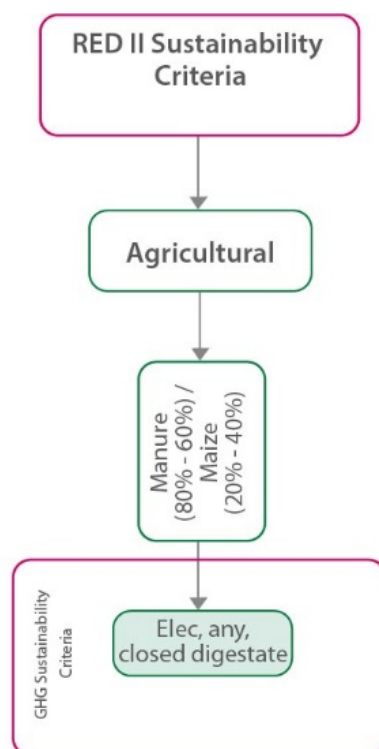 RED II Sustainability
Criteria
Agricultural
Manure
(80% - 60%) /
Maize
(20% - 40%)
GHG Sustainability
Criteria
Elec, any,
closed digestate